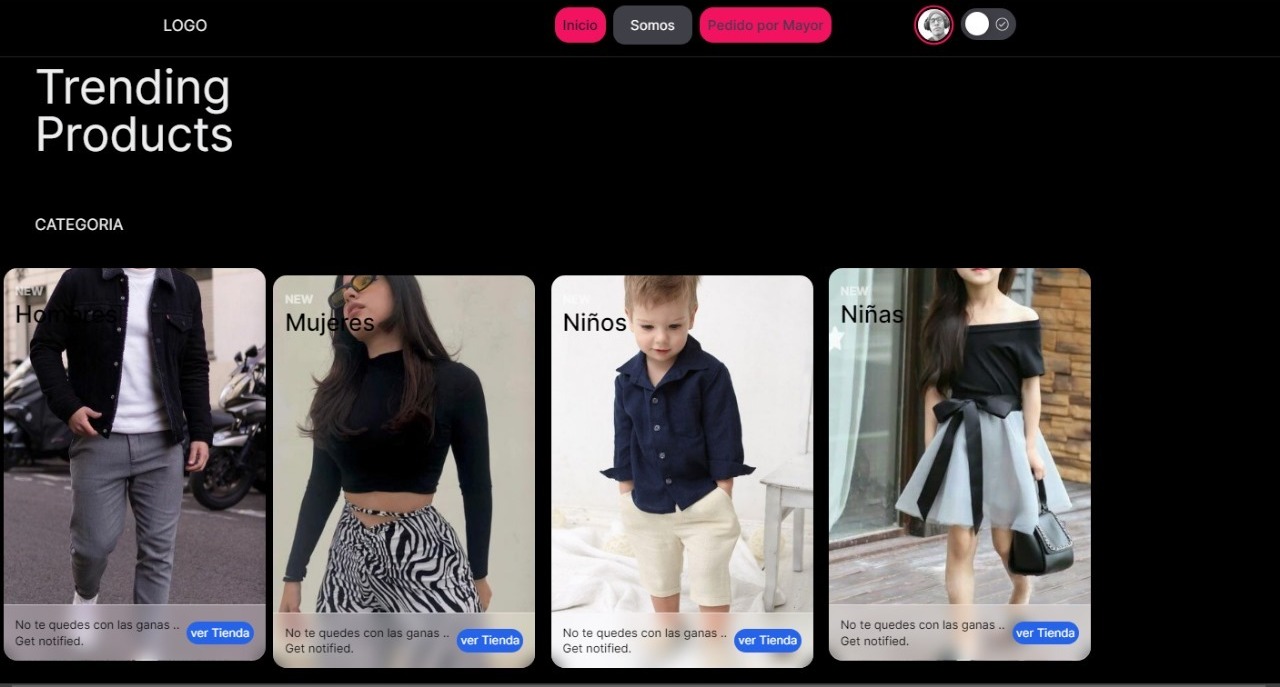 LOGO
Inicio
Somos
Pedido por Mayor
Trending
Products
CATEGORIA
NEW
Hombres
No te quedes con las ganas ..
Get notified.
ver Tienda
NEW
Mujeres
No te quedes con las ganas ..
Get notified.
ver Tienda
NEW
Niños
No te quedes con las ganas ..
Get notified.
ver Tienda
NEW
Niñas
No te quedes con las ganas ..
Get notified.
ver Tienda